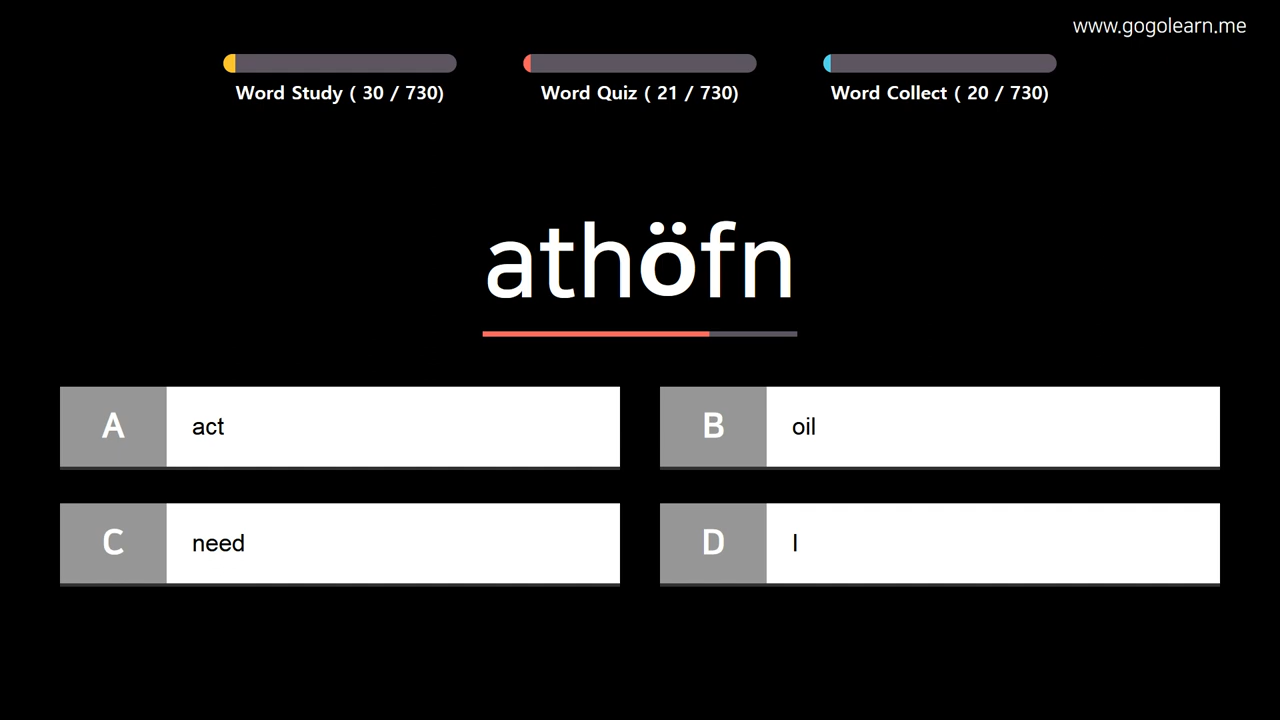 www.gogolearn.me
Word Study ( 30 / 730)
Word Quiz ( 21 / 730)
Word Collect ( 20 / 730)
athöfn
A act
B oil
C need
D I